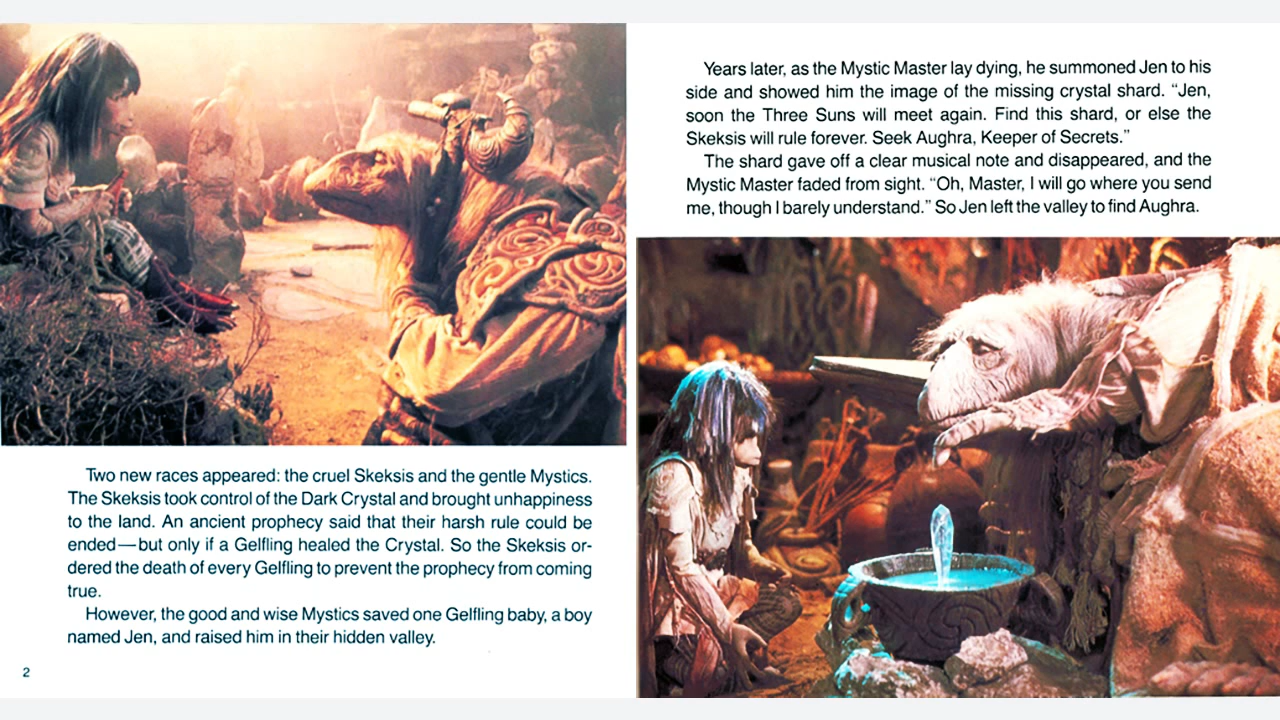 Two new races appeared: the cruel Skeksis and the gentle Mystics.
The Skeksis took control of the Dark Crystal and brought unhappiness
to the land. An ancient prophecy said that their harsh rule could be
ended—but only if a Gelfling healed the Crystal. So the Skeksis or-
dered the death of every Gelfling to prevent the prophecy from coming
true.
However, the good and wise Mystics saved one Gelfling baby, a boy
named Jen, and raised him in their hidden valley.
2
Years later, as the Mystic Master lay dying, he summoned Jen to his
side and showed him the image of the missing crystal shard. “Jen,
soon the Three Suns will meet again. Find this shard, or else the
Skeksis will rule forever. Seek Aughra, Keeper of Secrets.”
The shard gave off a clear musical note and disappeared, and the
Mystic Master faded from sight. “Oh, Master, I will go where you send
me, though I barely understand.” So Jen left the valley to find Aughra.